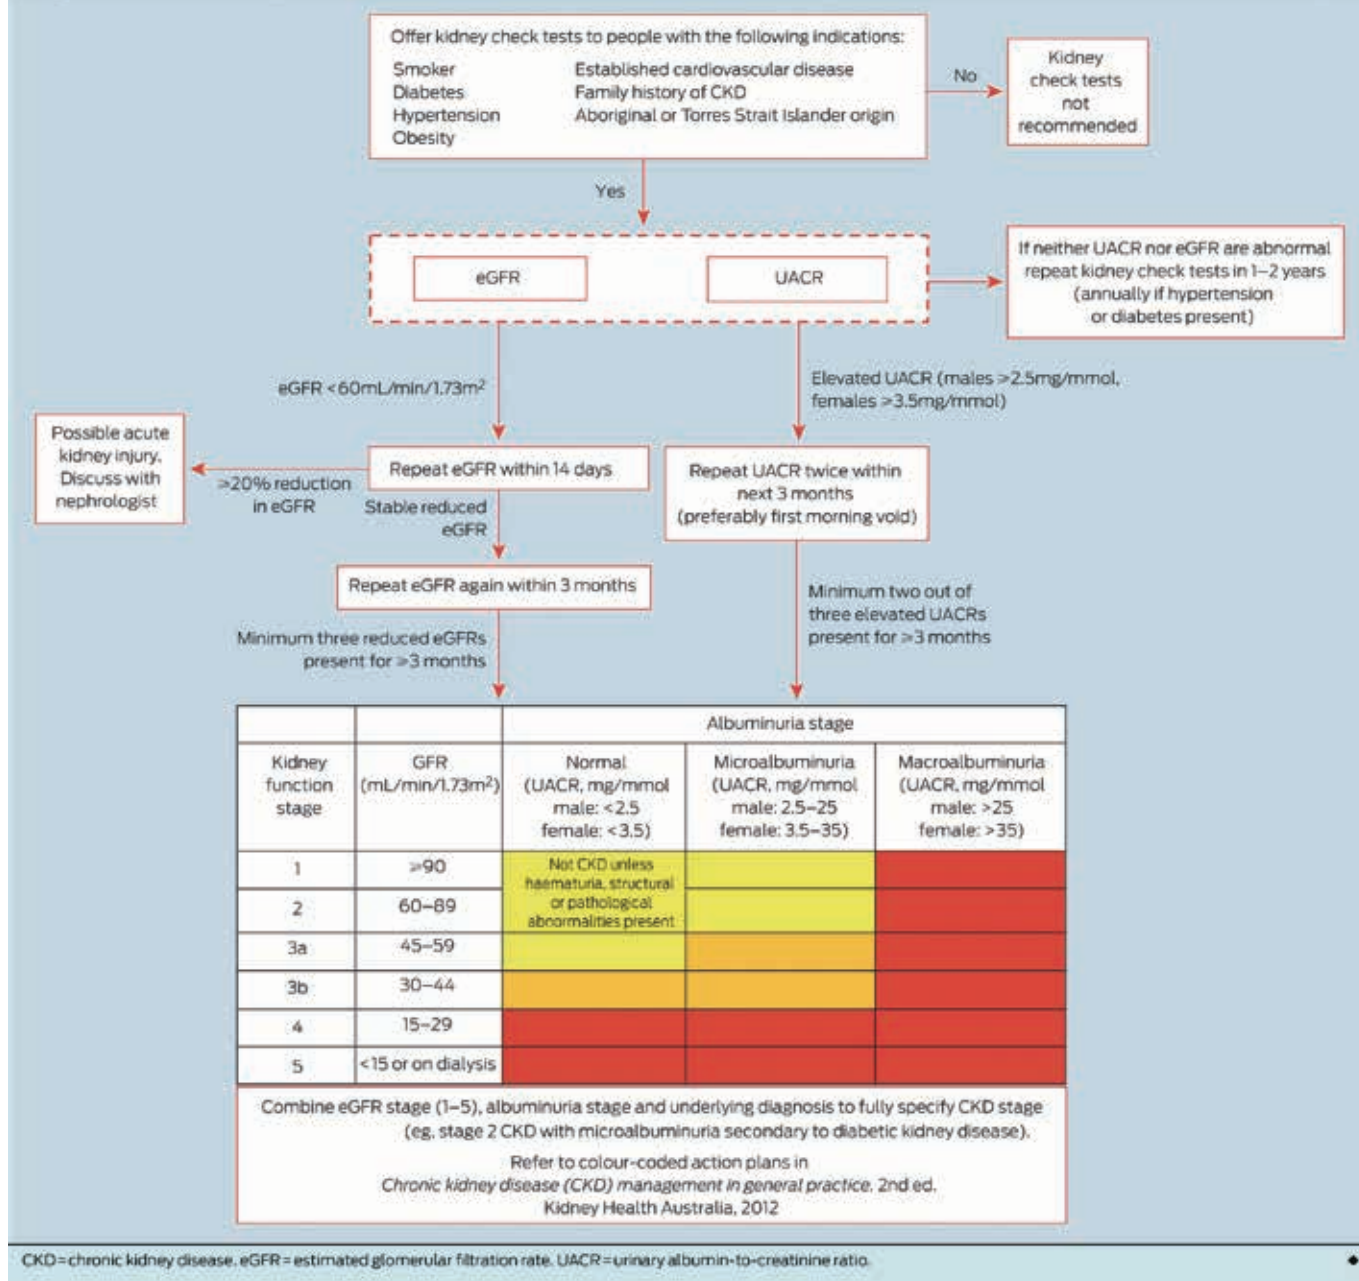 Offer kidney check tests to people with the following indications:
Smoker
Diabetes
Hypertension
Obesity
Established cardiovascular disease
Family history of CKD
Aboriginal or Torres Strait Islander origin
No
Kidney
check tests
not
recommended
Yes
eGFR
UACR
If neither UACR nor eGFR are abnormal
repeat kidney check tests in 1–2 years
(annually if hypertension
or diabetes present)
eGFR <60mL/min/1.73m²
Elevated UACR (males >2.5mg/mmol,
females >3.5mg/mmol)
Possible acute
kidney injury.
Discuss with
nephrologist
⩾20% reduction
in eGFR
Repeat eGFR within 14 days
Stable reduced
eGFR
Repeat UACR twice within
next 3 months
(preferably first morning void)
Repeat eGFR again within 3 months
Minimum three reduced eGFRs
present for ⩾3 months
Minimum two out of
three elevated UACRs
present for ⩾3 months
Albuminuria stage
Kidney
function
stage
GFR
(mL/min/1.73m²)
Normal
(UACR, mg/mmol
male: <2.5
female: <3.5)
Microalbuminuria
(UACR, mg/mmol
male: 2.5–25
female: 3.5–35)
Macroalbuminuria
(UACR, mg/mmol
male: >25
female: >35)
1
⩾90
Not CKD unless
haematuria, structural
or pathological
abnormalities present
2
60–89
3a
45–59
3b
30–44
4
15–29
5
<15 or on dialysis
Combine eGFR stage (1–5), albuminuria stage and underlying diagnosis to fully specify CKD stage
(eg, stage 2 CKD with microalbuminuria secondary to diabetic kidney disease).
Refer to colour-coded action plans in
Chronic kidney disease (CKD) management in general practice. 2nd ed.
Kidney Health Australia, 2012
CKD=chronic kidney disease. eGFR=estimated glomerular filtration rate. UACR=urinary albumin-to-creatinine ratio. ◆